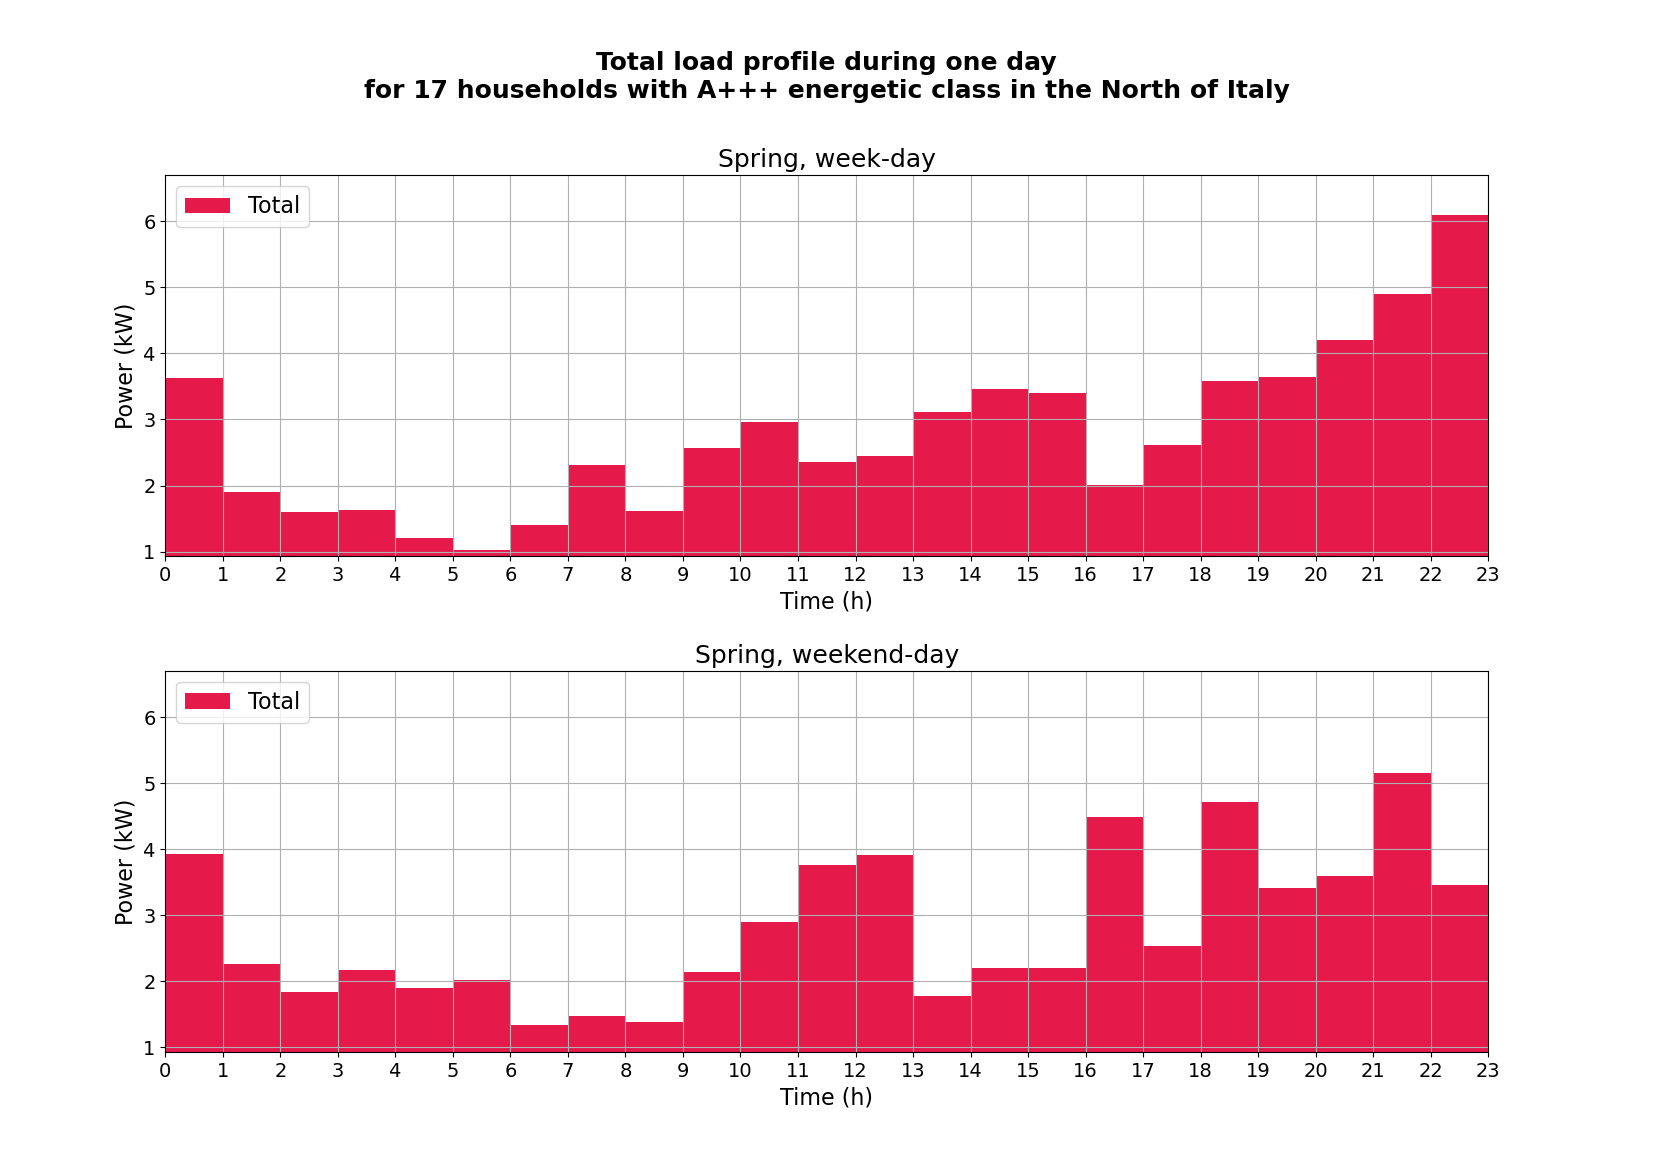 Total load profile during one day
for 17 households with A+++ energetic class in the North of Italy
Spring, week-day
Total
Power (kW)
6
5
4
3
2
1
0 1 2 3 4 5 6 7 8 9 10 11 12 13 14 15 16 17 18 19 20 21 22 23
Time (h)
Spring, weekend-day
Total
Power (kW)
6
5
4
3
2
1
0 1 2 3 4 5 6 7 8 9 10 11 12 13 14 15 16 17 18 19 20 21 22 23
Time (h)